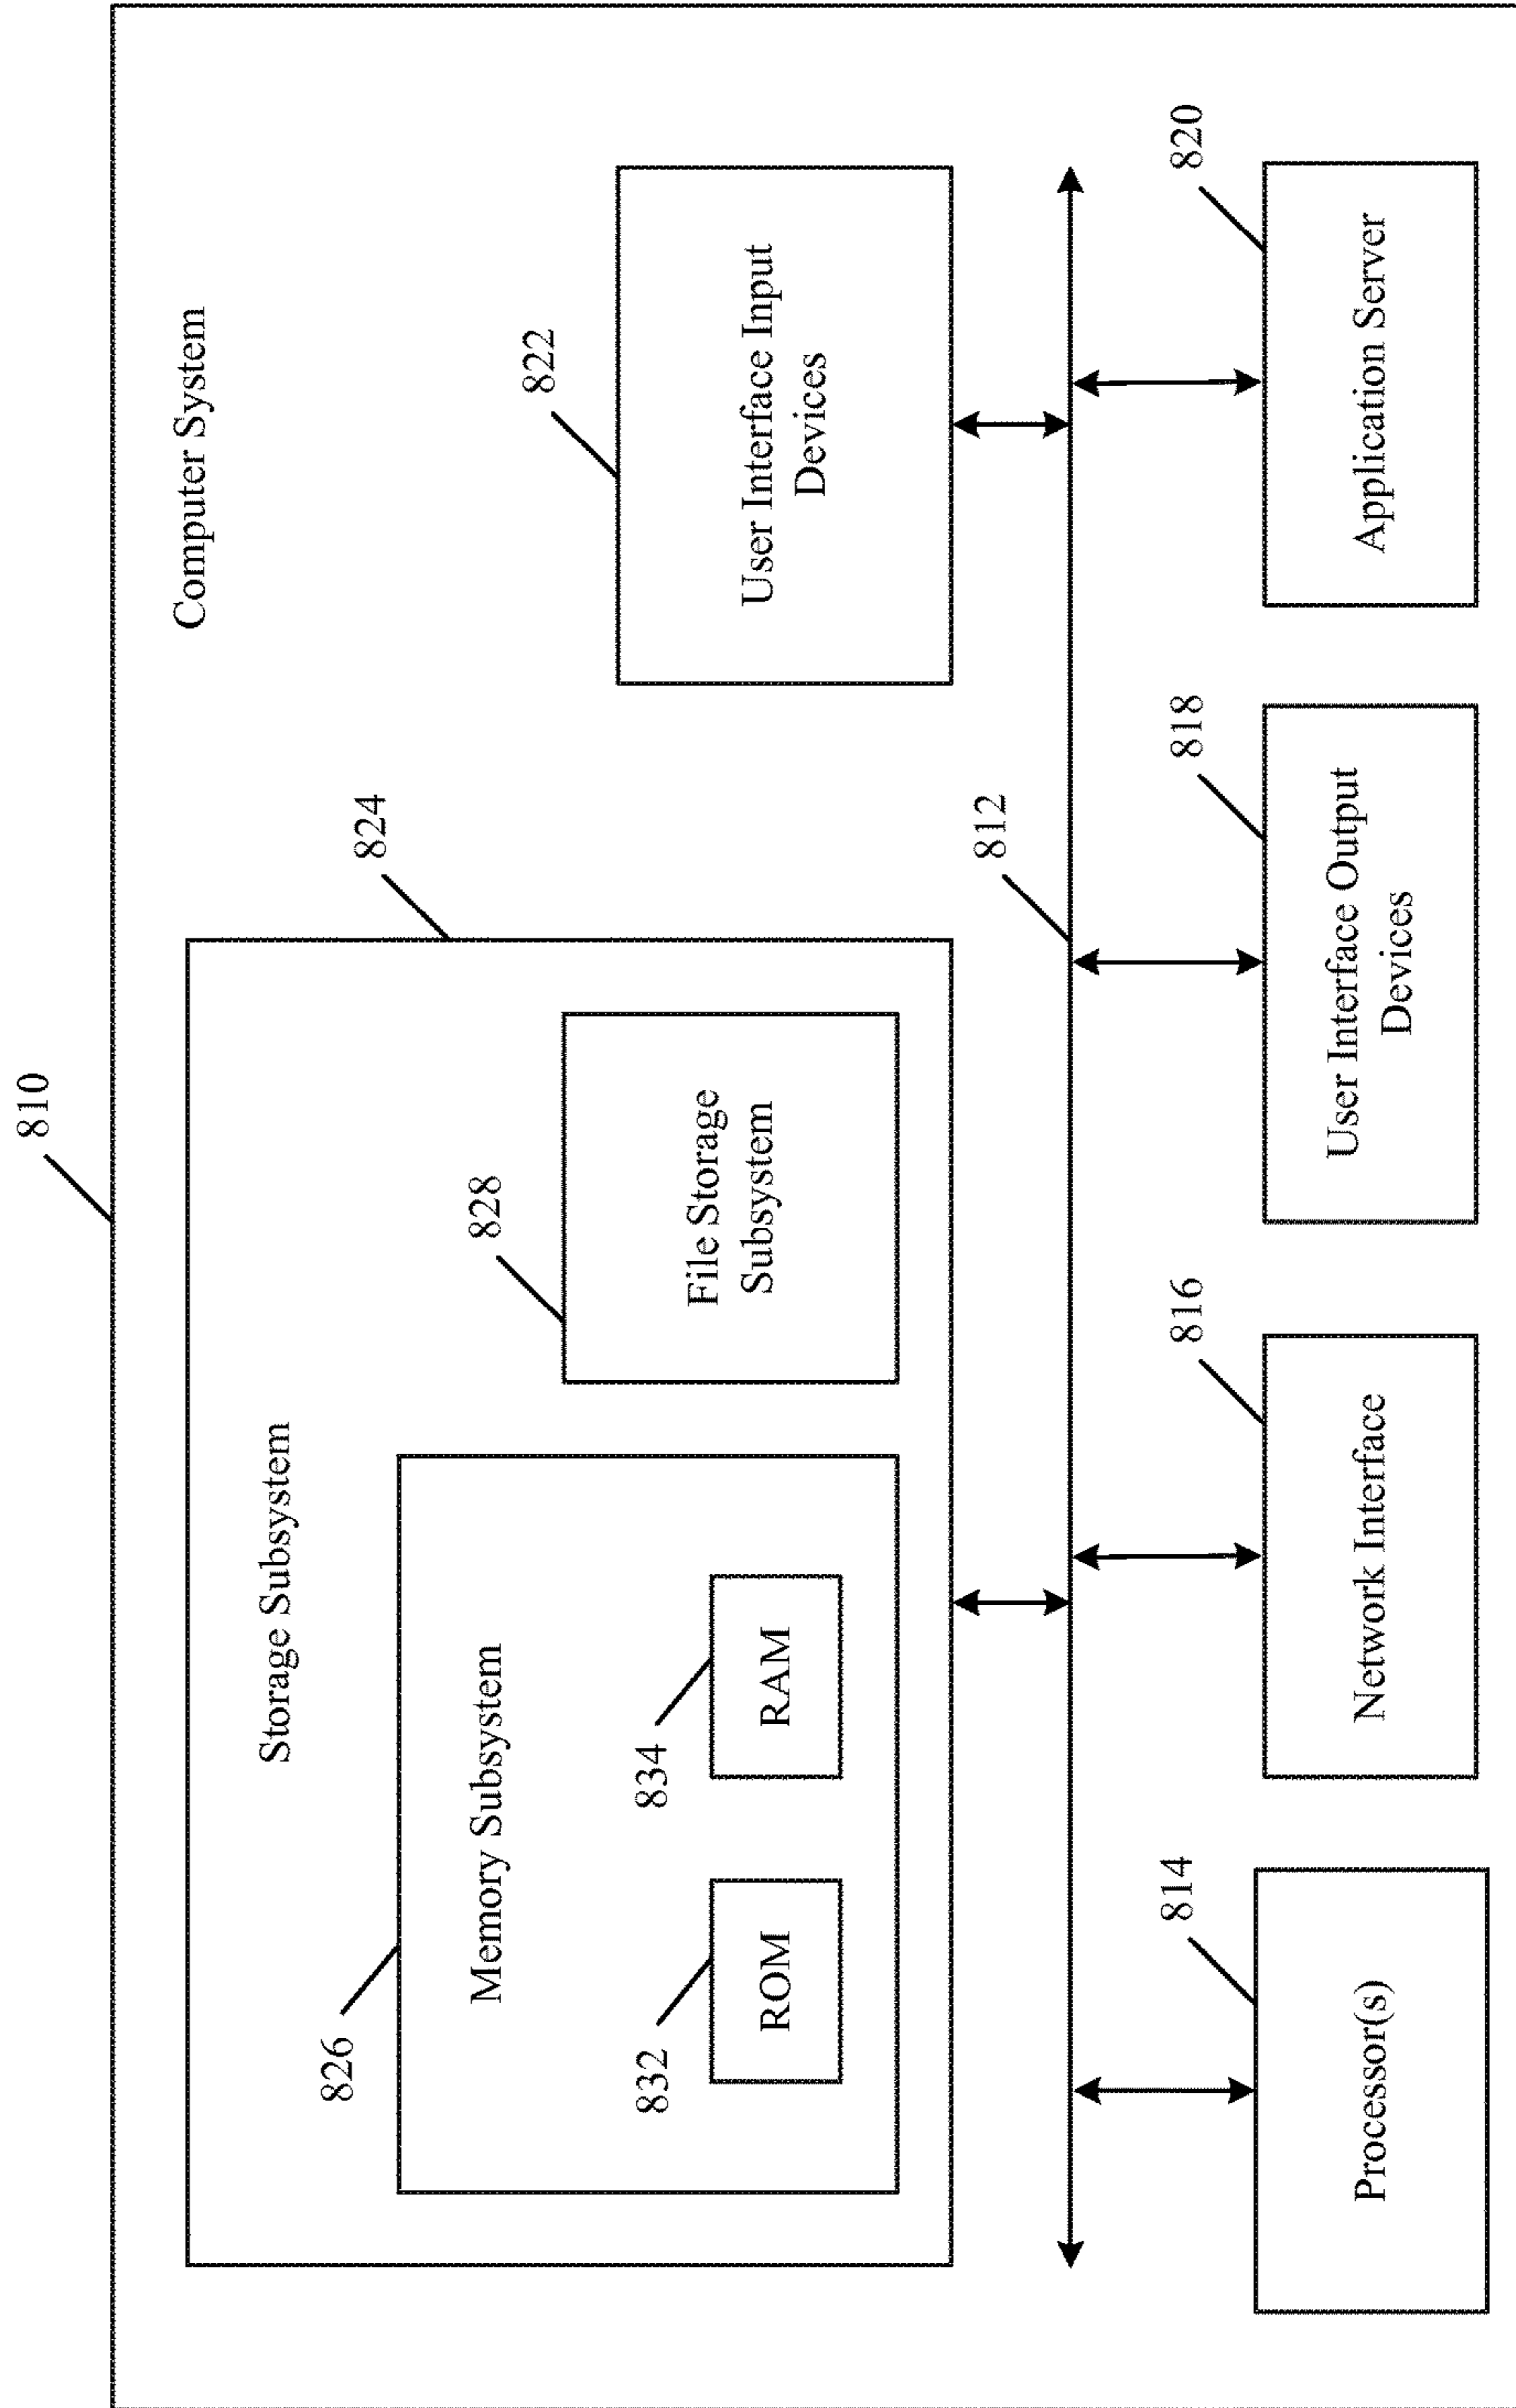 810
Computer System
Storage Subsystem
824
826
Memory Subsystem
828
822
832
834
File Storage
Subsystem
User Interface Input
Devices
ROM
RAM
812
814
816
818
820
Processor(s)
Network Interface
User Interface Output
Devices
Application Server